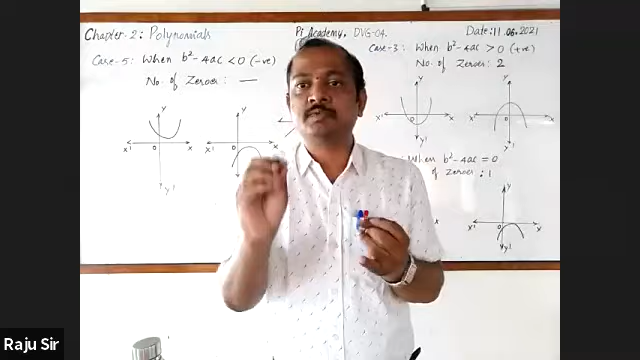 Chapter-2: Polynomials
Pi Academy, DVG-04.
Date: 11.06.2021
Case-5: When b²-4ac < 0 (-ve)
No. of Zeroes: —
Case-3: When b²-4ac > 0 (+ve)
No. of Zeroes: 2
When b²-4ac = 0
of Zeroes: 1
Y
X' O X
Y'
Y
X' O X
Y
X' O X
Y'
Y
X' O X
Y
X' O X
Y'
Raju Sir